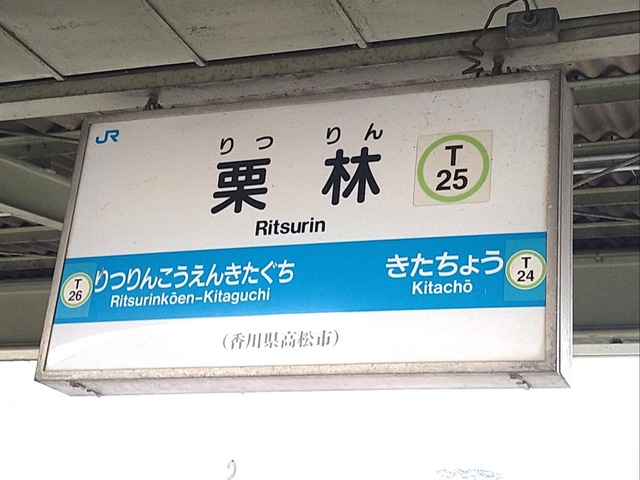 JR
りつ りん
栗 林
T
25
Ritsurin
T
26
りつりんこうえんきたぐち
Ritsurinkōen-Kitaguchi
きたちょう
Kitachō
T
24
(香川県高松市)